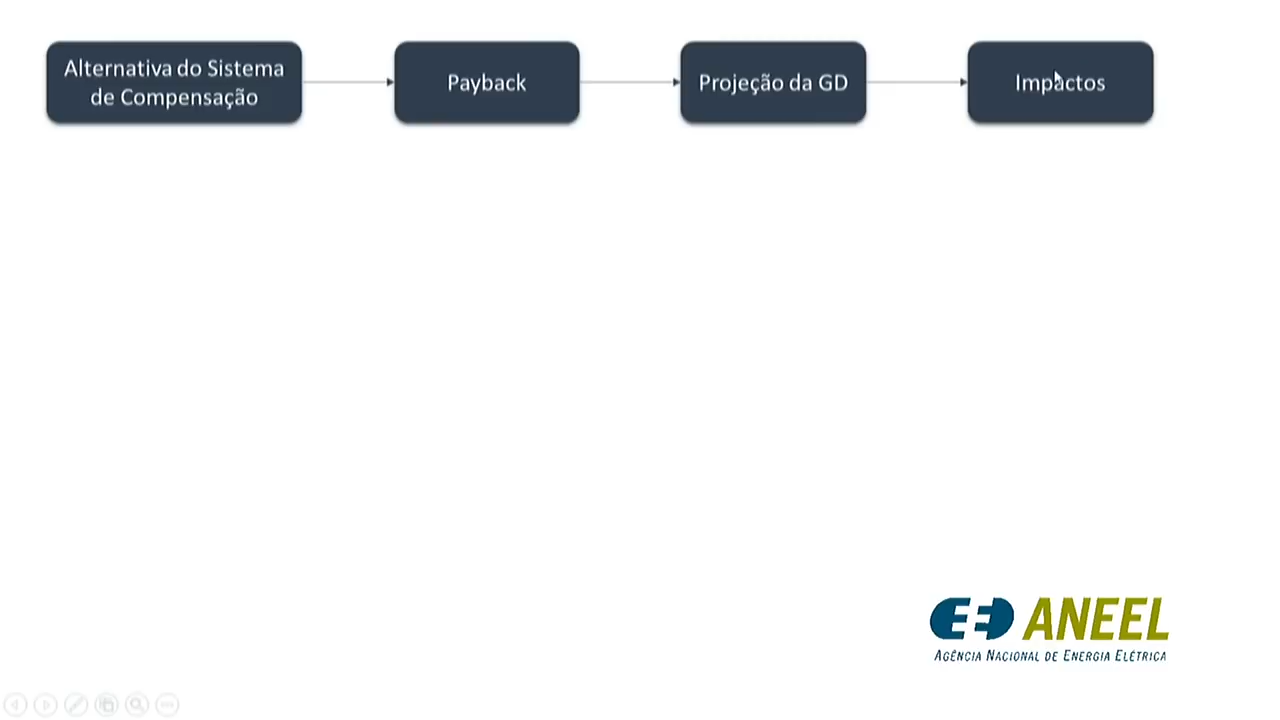 Alternativa do Sistema
de Compensação
Payback
Projeção da GD
Impactos
ANEEL
AGÊNCIA NACIONAL DE ENERGIA ELÉTRICA